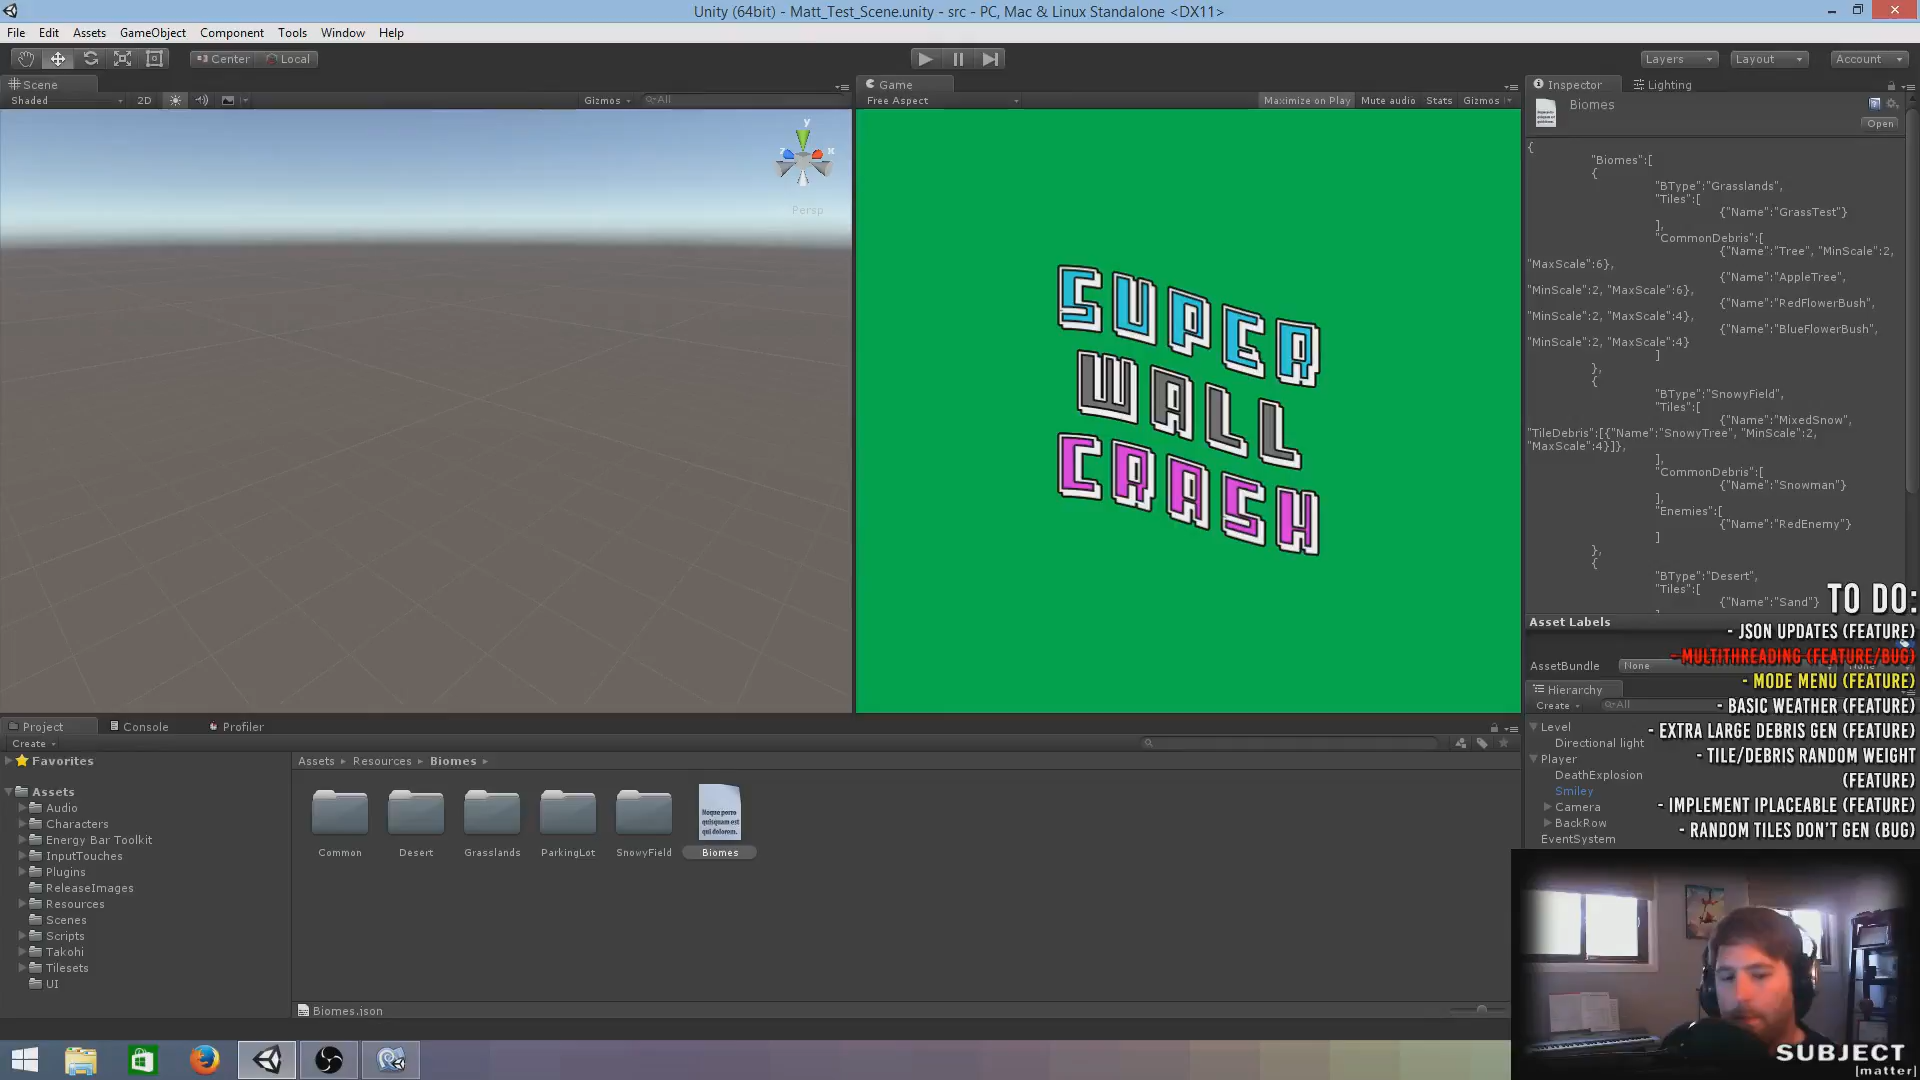 Unity (64bit) - Matt_Test_Scene.unity - src - PC, Mac & Linux Standalone <DX11>
File Edit Assets GameObject Component Tools Window Help
Center Local
Layers Layout Account
Scene
Shaded 2D Gizmos All
y
x
z
Persp
Game
Free Aspect Maximize on Play Mute audio Stats Gizmos
SUPER
WALL
CRASH
Inspector Lighting
Biomes
Open
{
"Biomes":[
{
"BType":"Grasslands",
"Tiles":[
{"Name":"GrassTest"}
],
"CommonDebris":[
{"Name":"Tree", "MinScale":2,
"MaxScale":6},
{"Name":"AppleTree",
"MinScale":2, "MaxScale":6},
{"Name":"RedFlowerBush",
"MinScale":2, "MaxScale":4},
{"Name":"BlueFlowerBush",
"MinScale":2, "MaxScale":4}
]
},
{
"BType":"SnowyField",
"Tiles":[
{"Name":"MixedSnow",
"TileDebris":[{"Name":"SnowyTree", "MinScale":2,
"MaxScale":4}]},
],
"CommonDebris":[
{"Name":"Snowman"}
],
"Enemies":[
{"Name":"RedEnemy"}
]
},
{
"BType":"Desert",
"Tiles":[
{"Name":"Sand"}
Asset Labels
AssetBundle None None
TO DO:
- JSON UPDATES (FEATURE)
- MULTITHREADING (FEATURE/BUG)
- MODE MENU (FEATURE)
- BASIC WEATHER (FEATURE)
- EXTRA LARGE DEBRIS GEN (FEATURE)
- TILE/DEBRIS RANDOM WEIGHT
(FEATURE)
- IMPLEMENT IPLACEABLE (FEATURE)
- RANDOM TILES DON'T GEN (BUG)
Hierarchy
Create All
Level
Directional light
Player
DeathExplosion
Smiley
Camera
BackRow
EventSystem
Project Console Profiler
Create
Favorites
Assets
Audio
Characters
Energy Bar Toolkit
InputTouches
Plugins
ReleaseImages
Resources
Scenes
Scripts
Takohi
Tilesets
UI
Assets Resources Biomes
Neque porro
quisquam est
qui dolorem.
Common Desert Grasslands ParkingLot SnowyField Biomes
Biomes.json
SUBJECT
[matter]